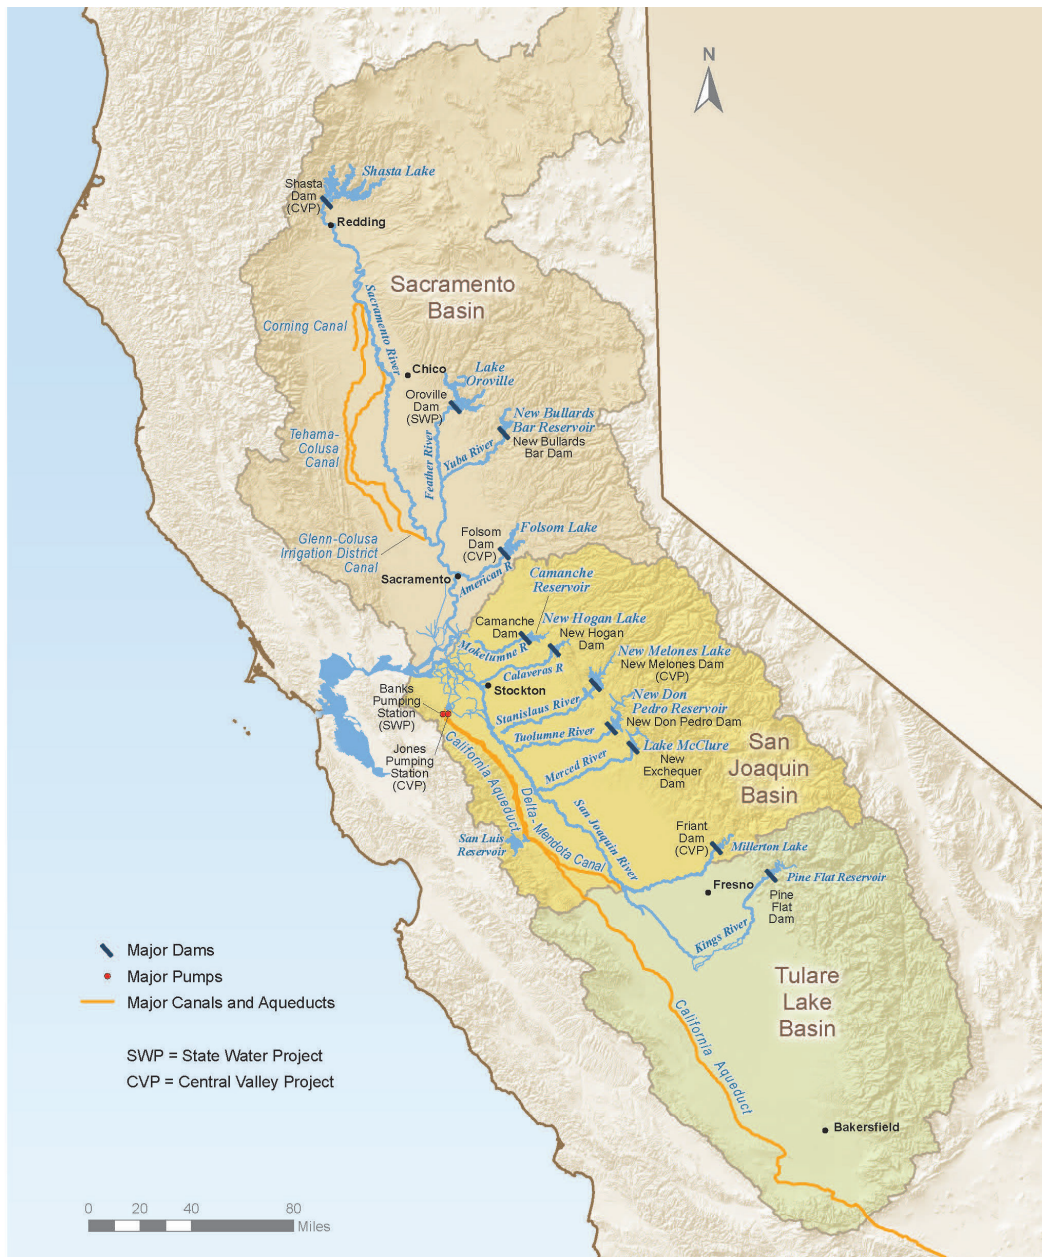 N
Shasta Lake
Shasta
Dam
(CVP)
Redding
Sacramento
Basin
Sacramento River
Corning Canal
Chico
Lake
Oroville
Oroville
Dam
(SWP)
New Bullards
Bar Reservoir
New Bullards
Bar Dam
Tehama-
Colusa
Canal
Feather River
Yuba River
Glenn-Colusa
Irrigation District
Canal
Folsom
Dam
(CVP)
Folsom Lake
Sacramento
American R
Camanche
Reservoir
Camanche
Dam
New Hogan Lake
New Hogan
Dam
Mokelumne R
Calaveras R
New Melones Lake
New Melones Dam
(CVP)
Stockton
Banks
Pumping
Station
(SWP)
Stanislaus River
New Don
Pedro Reservoir
New Don Pedro Dam
Tuolumne River
Jones
Pumping
Station
(CVP)
Lake McClure
New
Exchequer
Dam
Merced River
San
Joaquin
Basin
California Aqueduct
Delta-Mendota Canal
San Joaquin River
San Luis
Reservoir
Friant
Dam
(CVP)
Millerton Lake
Fresno
Pine Flat Reservoir
Pine
Flat
Dam
Kings River
Tulare
Lake
Basin
California Aqueduct
Bakersfield
Major Dams
Major Pumps
Major Canals and Aqueducts
SWP = State Water Project
CVP = Central Valley Project
0 20 40 80
Miles